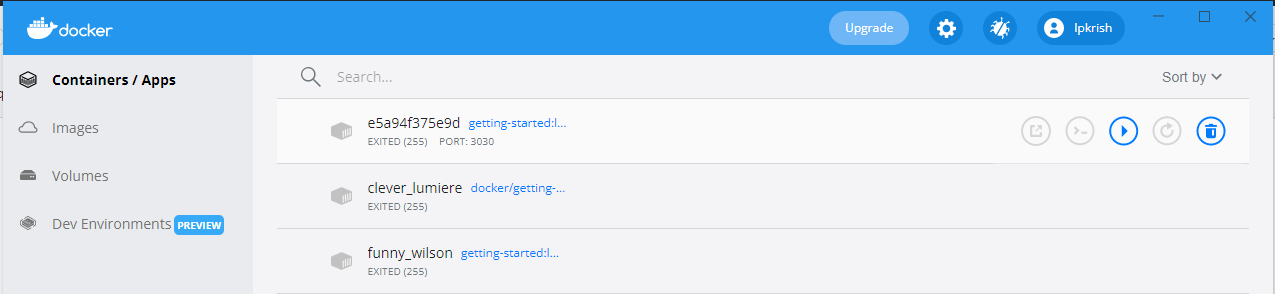 docker
Upgrade
lpkrish
Containers / Apps
Images
Volumes
Dev Environments PREVIEW
Search...
Sort by
e5a94f375e9d getting-started:l...
EXITED (255) PORT: 3030
clever_lumiere docker/getting-...
EXITED (255)
funny_wilson getting-started:l...
EXITED (255)